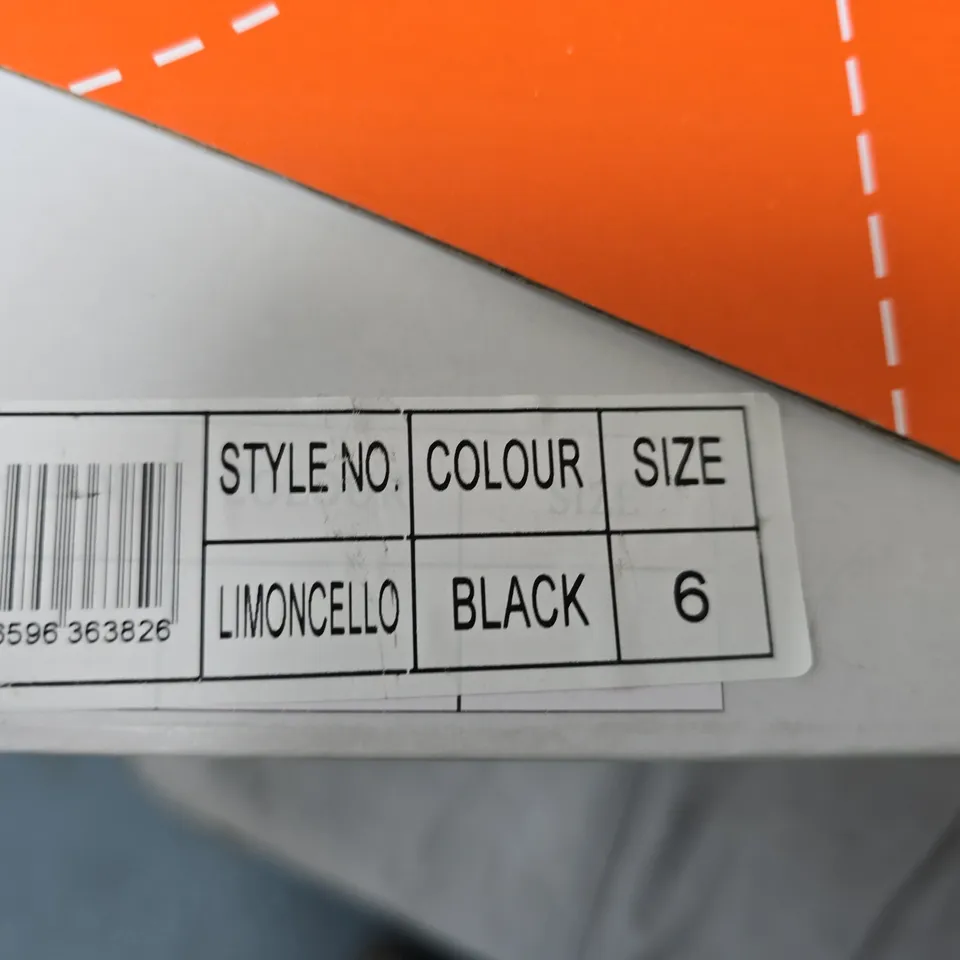 STYLE NO. COLOUR SIZE
LIMONCELLO BLACK 6
6596 363826